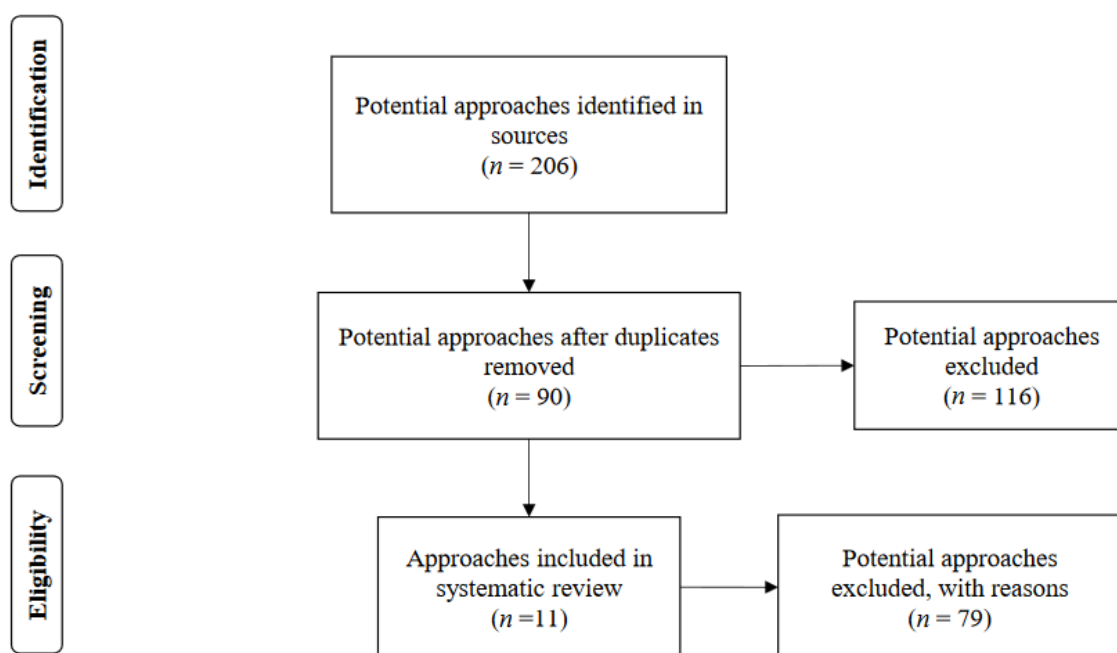 Identification
Potential approaches identified in
sources
(n = 206)
Screening
Potential approaches after duplicates
removed
(n = 90)
Potential approaches
excluded
(n = 116)
Eligibility
Approaches included in
systematic review
(n =11)
Potential approaches
excluded, with reasons
(n = 79)